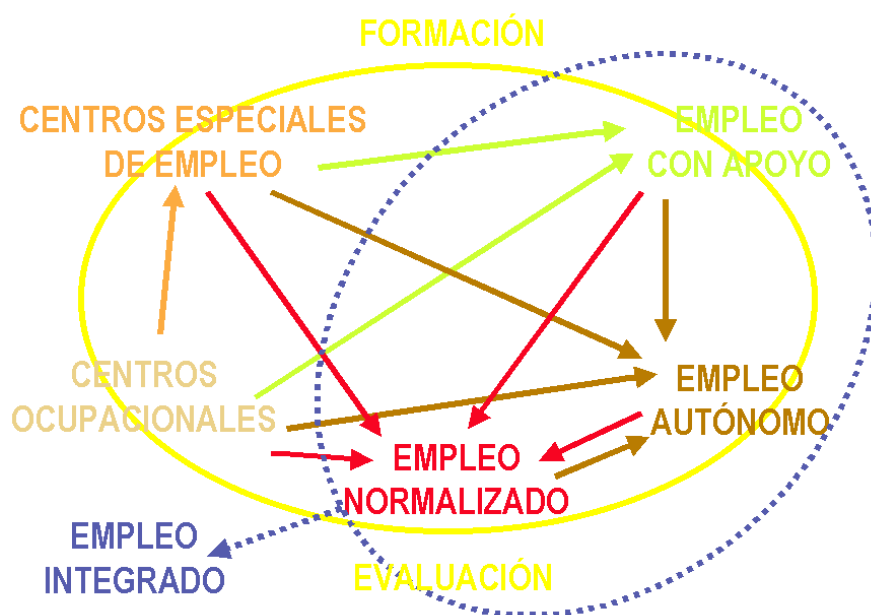 FORMACIÓN
CENTROS ESPECIALES
DE EMPLEO
EMPLEO
CON APOYO
CENTROS
OCUPACIONALES
EMPLEO
AUTÓNOMO
EMPLEO
NORMALIZADO
EMPLEO
INTEGRADO
EVALUACIÓN